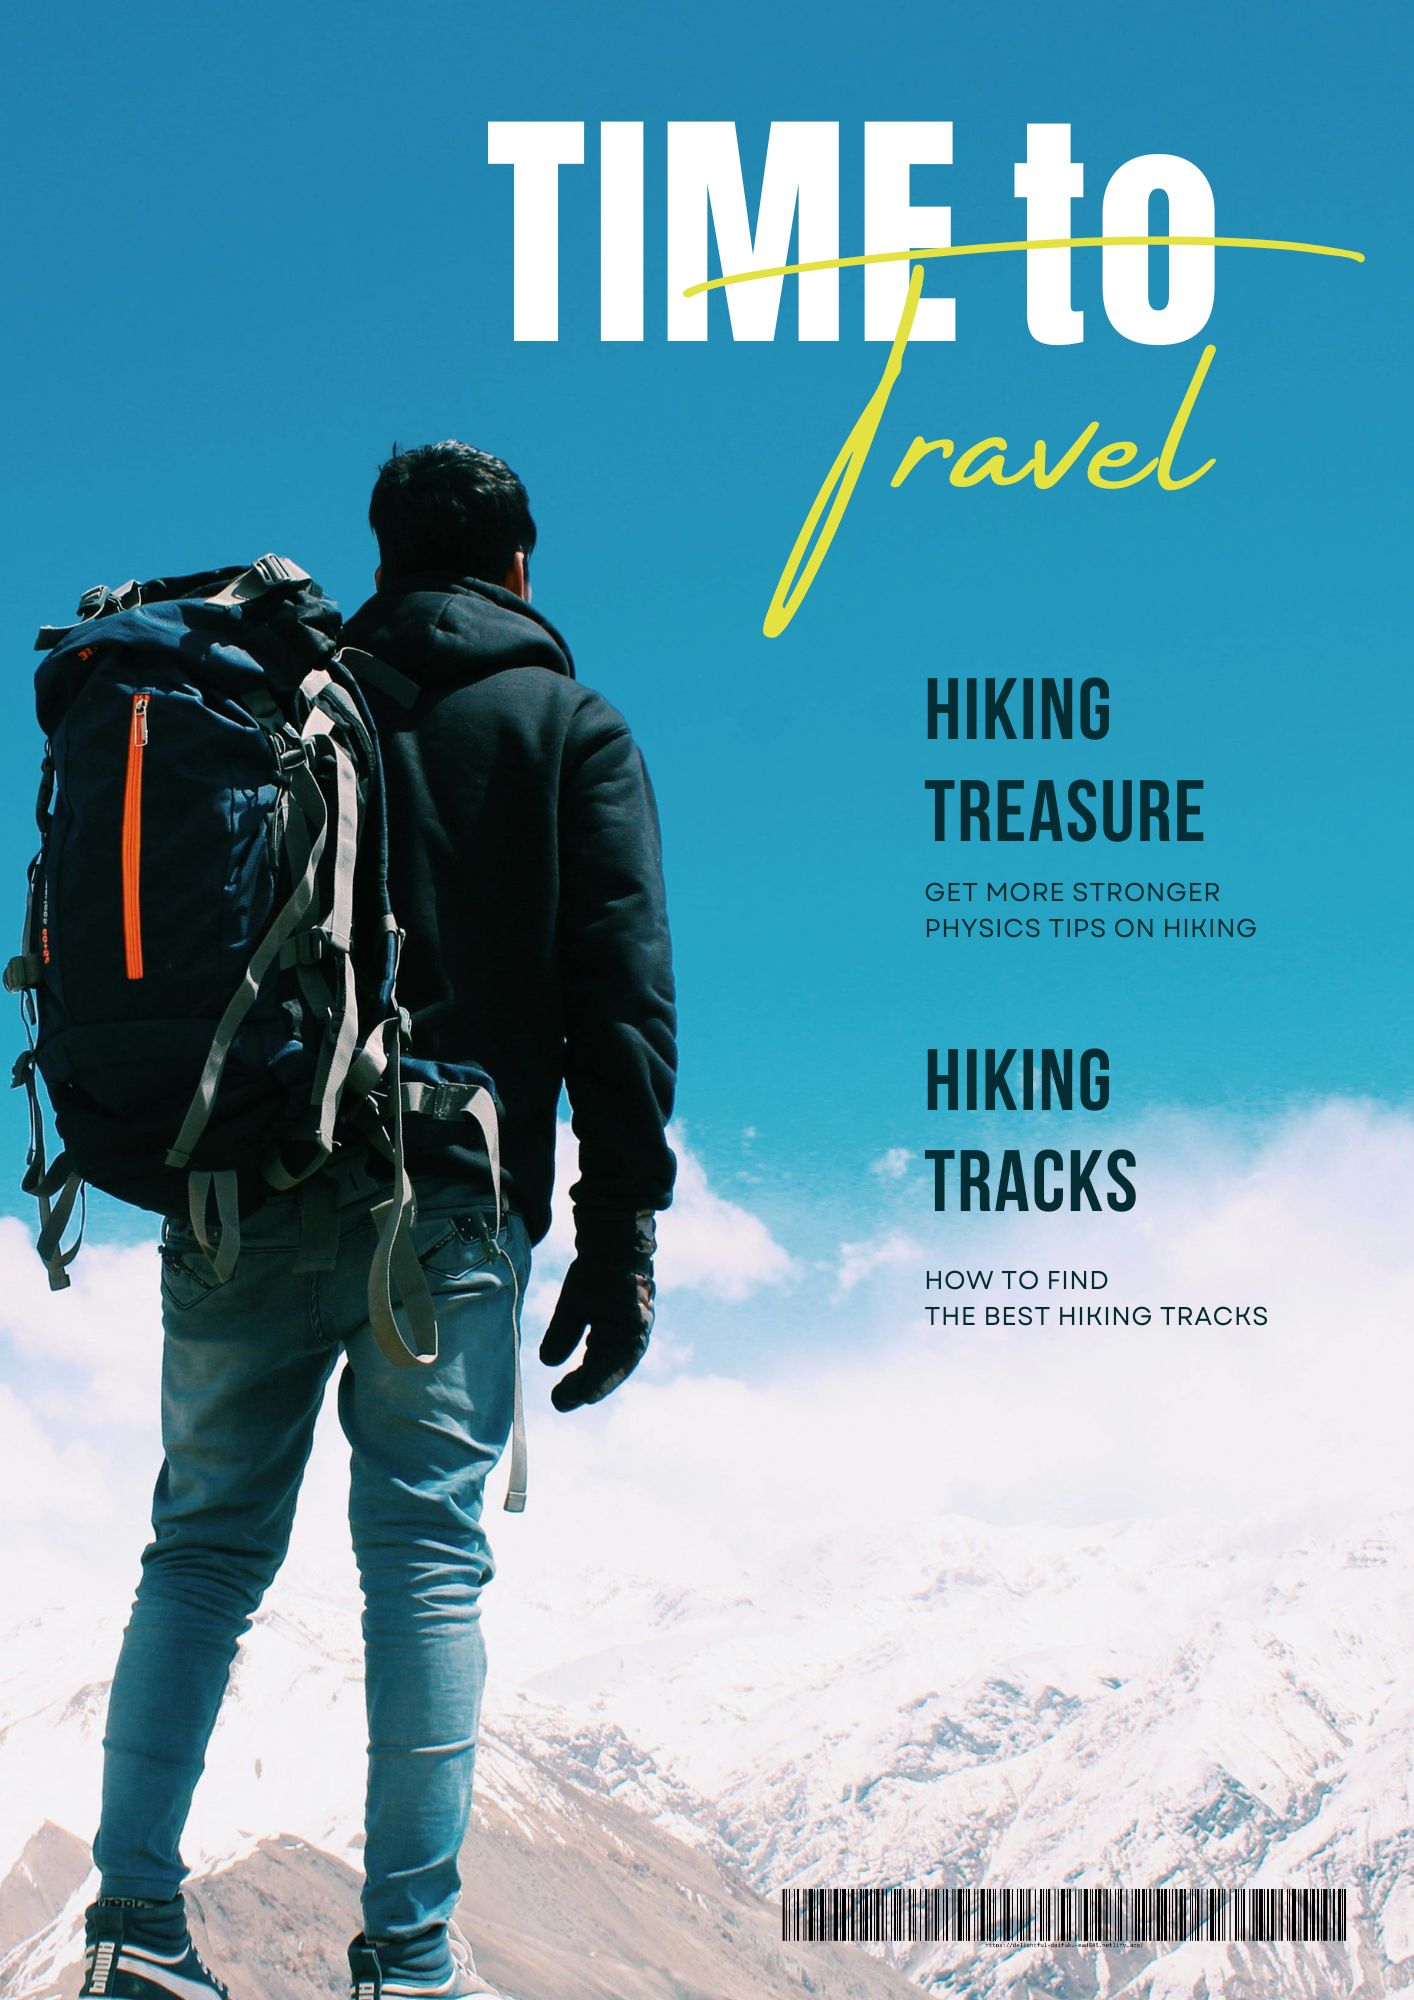 TIME to
Travel
HIKING
TREASURE
GET MORE STRONGER
PHYSICS TIPS ON HIKING
HIKING
TRACKS
HOW TO FIND
THE BEST HIKING TRACKS